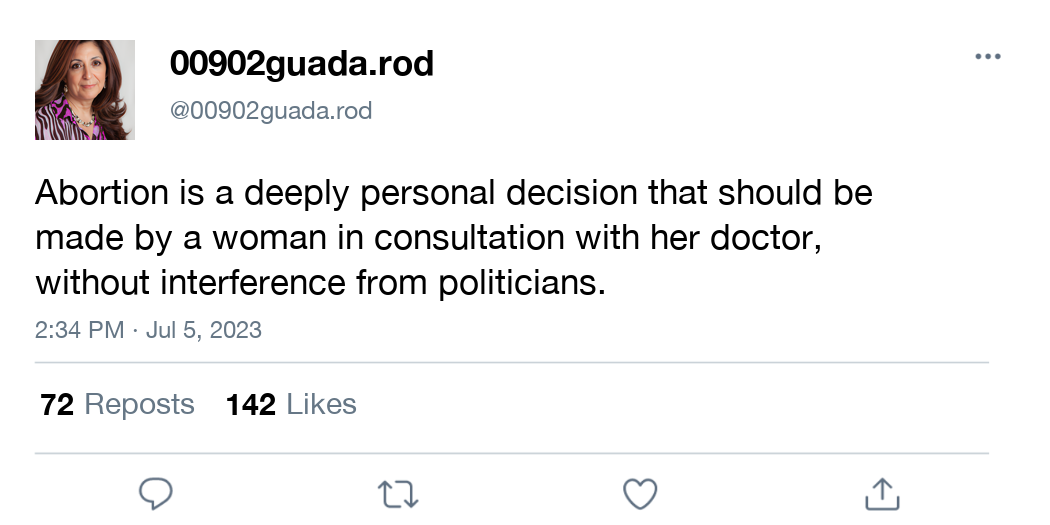 00902guada.rod
@00902guada.rod
Abortion is a deeply personal decision that should be
made by a woman in consultation with her doctor,
without interference from politicians.
2:34 PM · Jul 5, 2023
72 Reposts 142 Likes